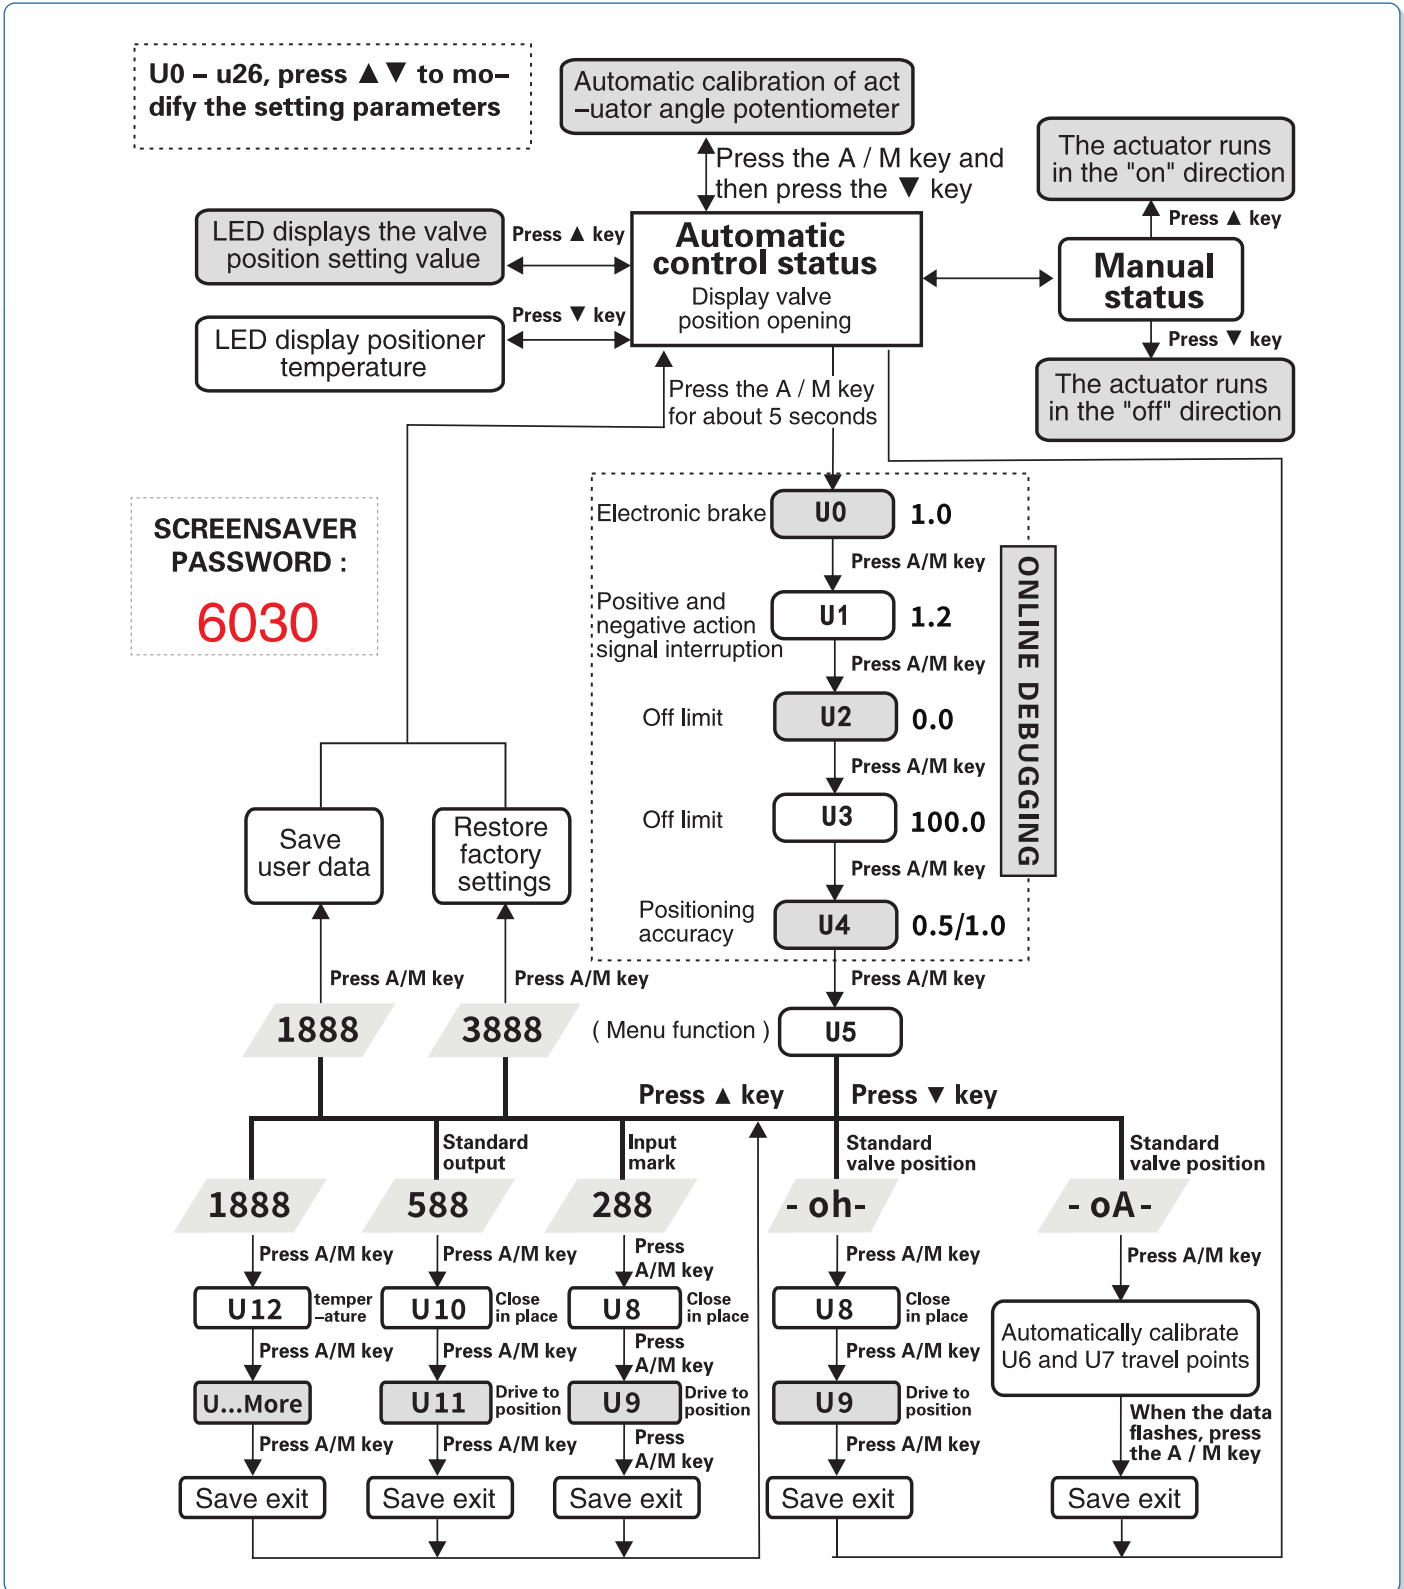 U0 – u26, press ▲▼ to mo–
dify the setting parameters
Automatic calibration of act
–uator angle potentiometer
Press the A / M key and
then press the ▼ key
The actuator runs
in the "on" direction
Press ▲ key
LED displays the valve
position setting value
Press ▲ key
Automatic
control status
Display valve
position opening
Manual
status
Press ▼ key
LED display positioner
temperature
Press ▼ key
The actuator runs
in the "off" direction
Press the A / M key
for about 5 seconds
SCREENSAVER
PASSWORD :
6030
Electronic brake
U0
1.0
Press A/M key
Positive and
negative action
signal interruption
U1
1.2
Press A/M key
Off limit
U2
0.0
Press A/M key
Off limit
U3
100.0
Press A/M key
Positioning
accuracy
U4
0.5/1.0
ONLINE DEBUGGING
Press A/M key
Save
user data
Restore
factory
settings
Press A/M key
Press A/M key
1888
3888
( Menu function )
U5
Press ▲ key
Press ▼ key
Standard
output
Input
mark
Standard
valve position
Standard
valve position
1888
588
288
- oh-
- oA-
Press A/M key
Press A/M key
Press
A/M key
Press A/M key
Press A/M key
U12
temper
–ature
U10
Close
in place
U8
Close
in place
U8
Close
in place
Automatically calibrate
U6 and U7 travel points
Press A/M key
Press A/M key
Press
A/M key
Press A/M key
U...More
U11
Drive to
position
U9
Drive to
position
U9
Drive to
position
When the data
flashes, press
the A / M key
Press A/M key
Press A/M key
Press
A/M key
Press A/M key
Save exit
Save exit
Save exit
Save exit
Save exit